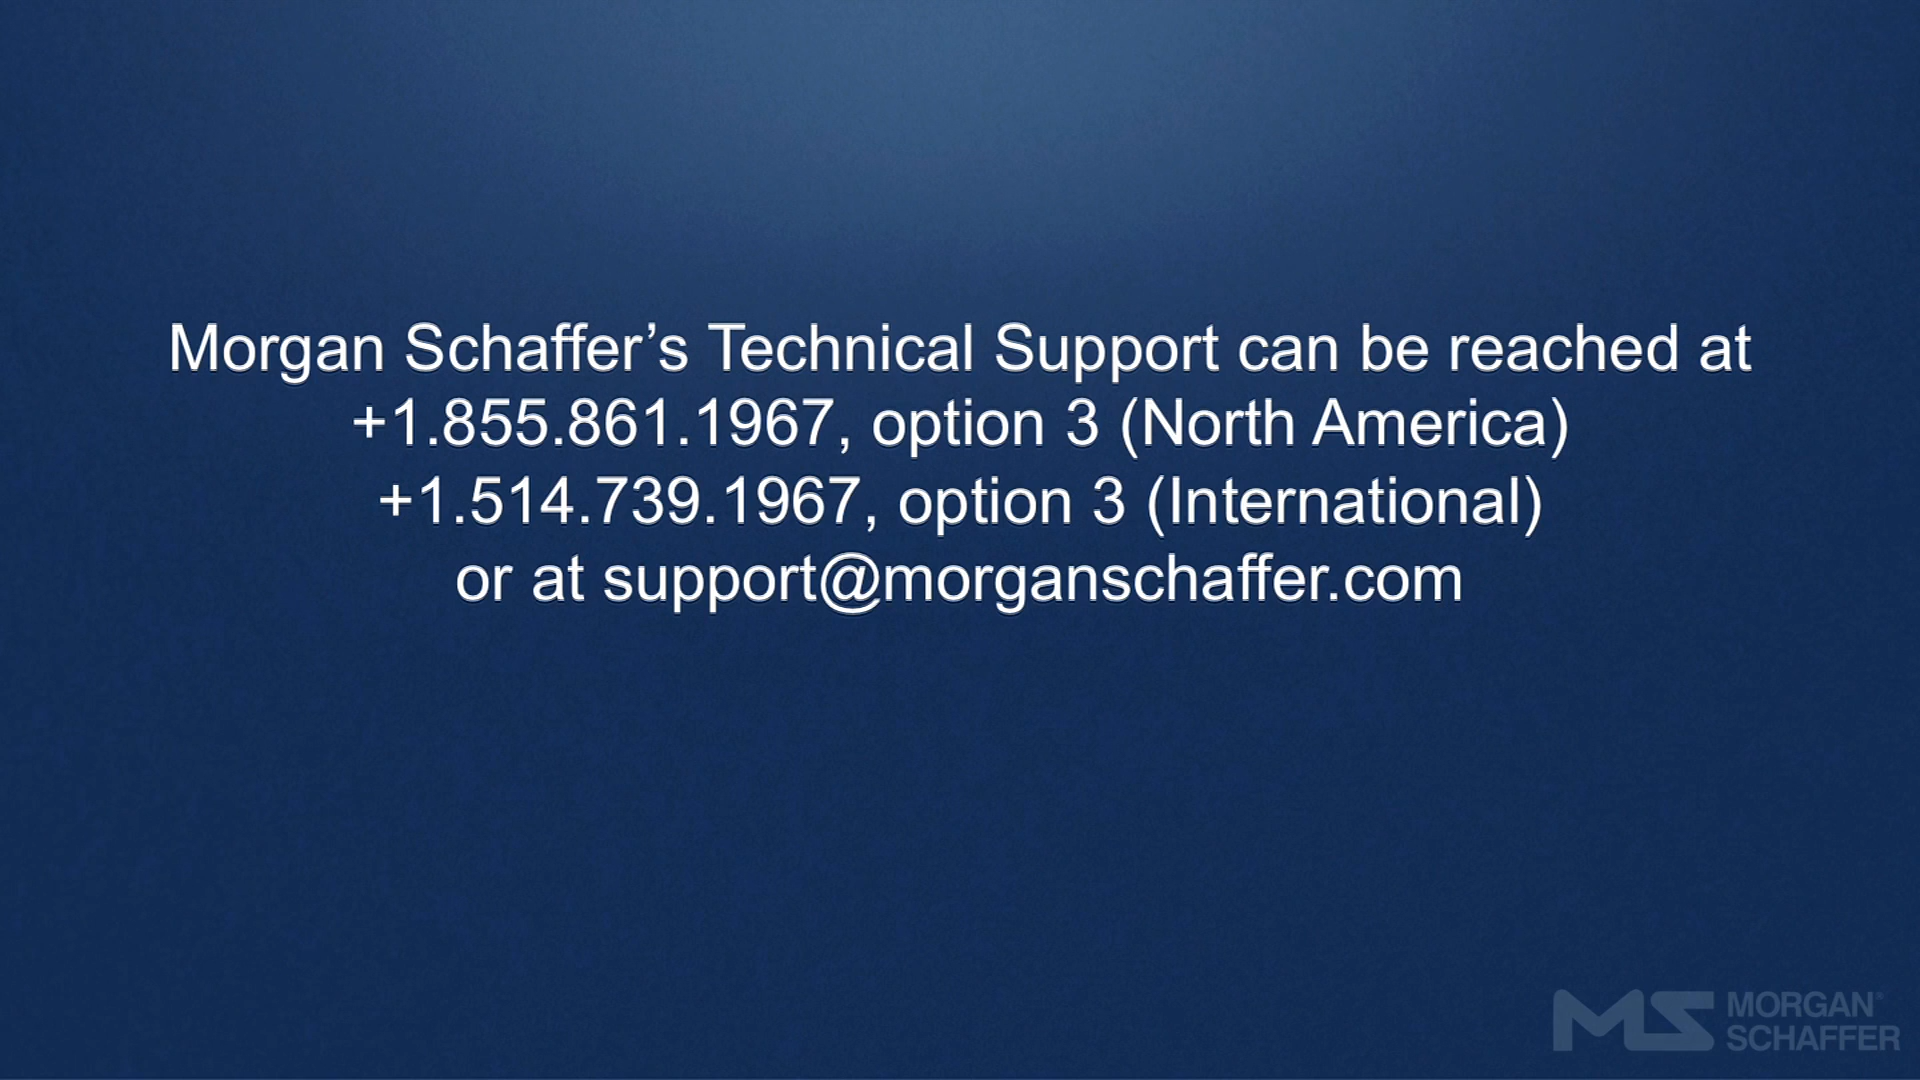 Morgan Schaffer’s Technical Support can be reached at
+1.855.861.1967, option 3 (North America)
+1.514.739.1967, option 3 (International)
or at support@morganschaffer.com
MS MORGAN®
SCHAFFER